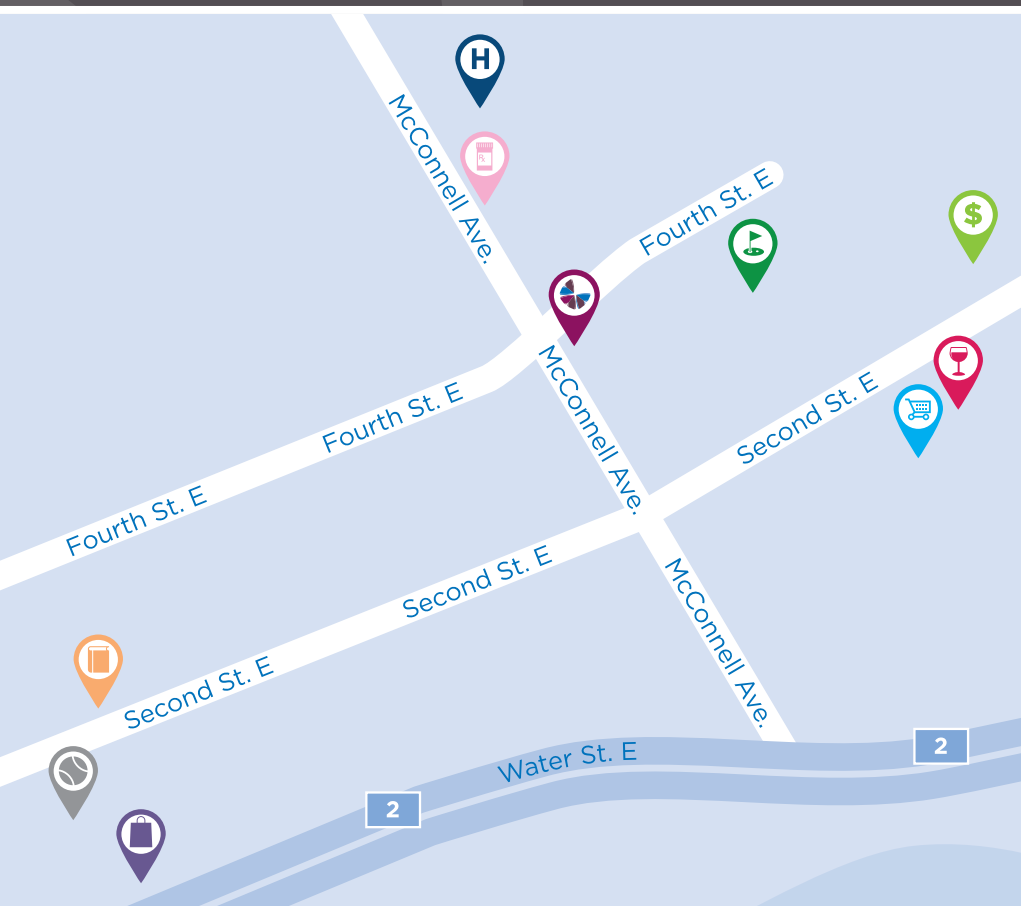 H
McConnell Ave.
Rx
Fourth St. E
$
McConnell Ave.
Fourth St. E
Second St. E
Fourth St. E
Second St. E
McConnell Ave.
Second St. E
Water St. E
2
2